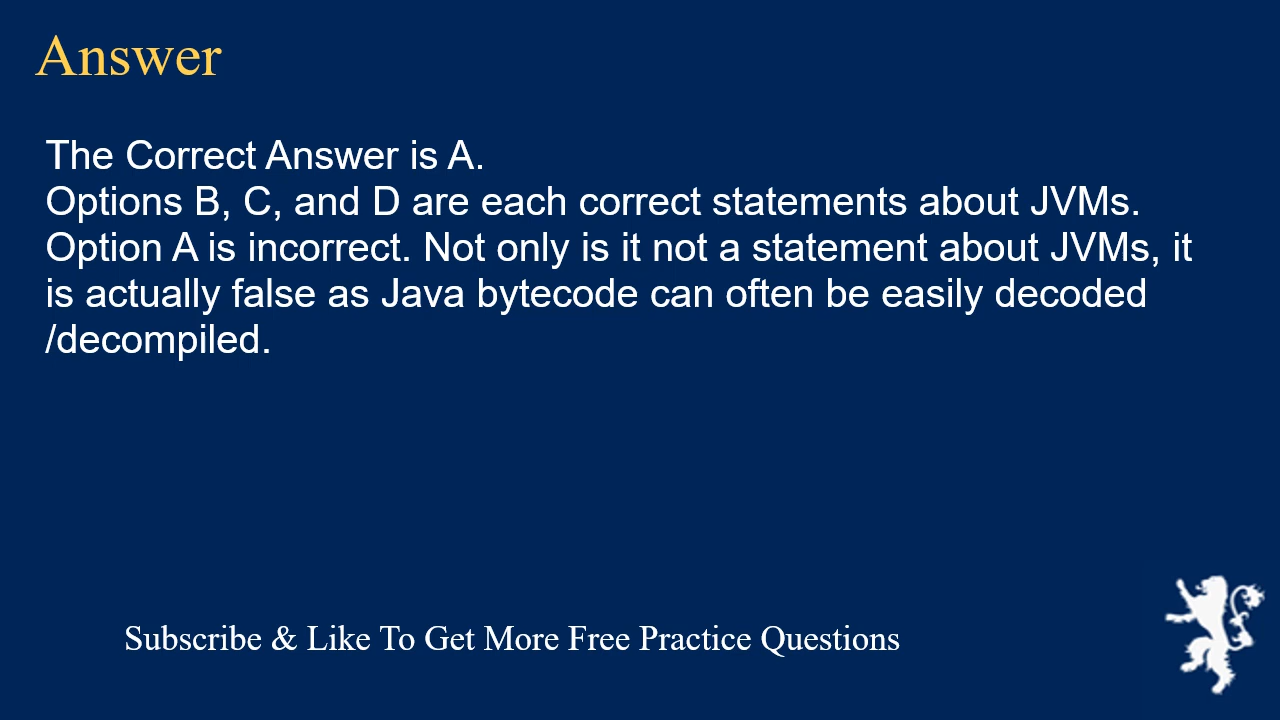 Answer
The Correct Answer is A.
Options B, C, and D are each correct statements about JVMs.
Option A is incorrect. Not only is it not a statement about JVMs, it
is actually false as Java bytecode can often be easily decoded
/decompiled.
Subscribe & Like To Get More Free Practice Questions